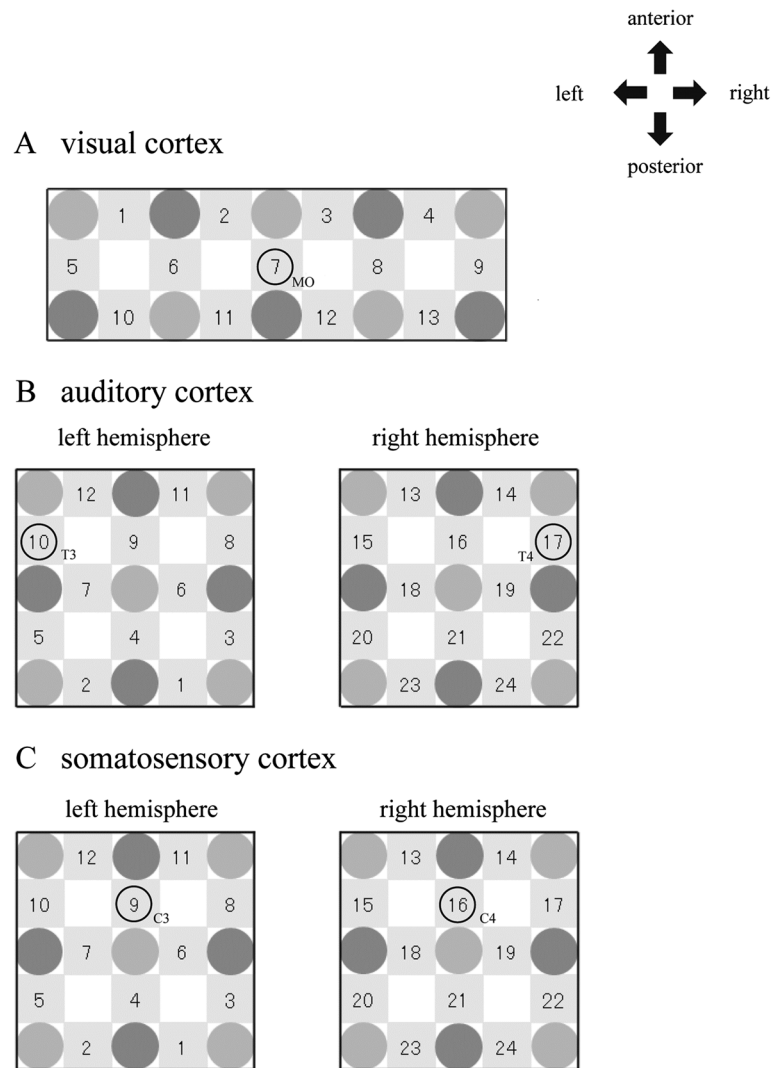 anterior
left right
posterior
A visual cortex
1 2 3 4
5 6 7 8 9
MO
10 11 12 13
B auditory cortex
left hemisphere right hemisphere
12 11 13 14
10 9 8 15 16 17
T3 T4
7 6 18 19
5 4 3 20 21 22
2 1 23 24
C somatosensory cortex
left hemisphere right hemisphere
12 11 13 14
10 9 8 15 16 17
C3 C4
7 6 18 19
5 4 3 20 21 22
2 1 23 24